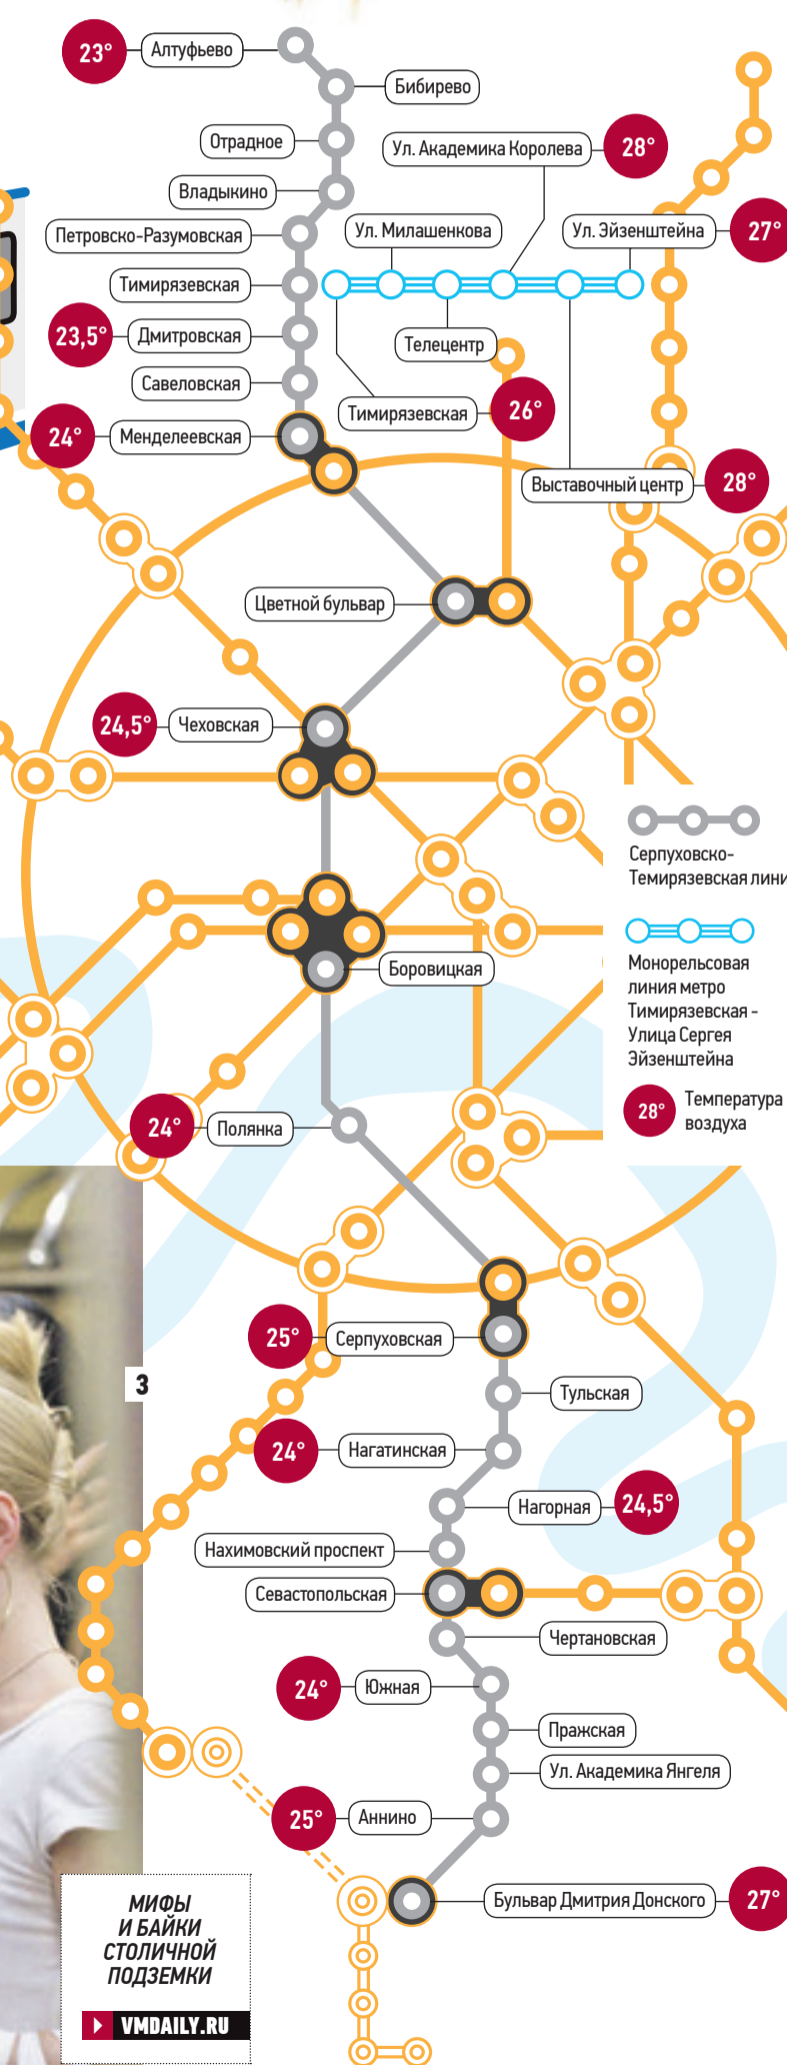 23° Алтуфьево
Бибирево
Отрадное
Ул. Академика Королева 28°
Владыкино
Петровско-Разумовская
Ул. Милашенкова
Ул. Эйзенштейна 27°
Тимирязевская
23,5° Дмитровская
Телецентр
Савеловская
Тимирязевская 26°
24° Менделеевская
Выставочный центр 28°
Цветной бульвар
24,5° Чеховская
Серпуховско-
Темирязевская лини
Боровицкая
Монорельсовая
линия метро
Тимирязевская -
Улица Сергея
Эйзенштейна
28° Температура
воздуха
24° Полянка
25° Серпуховская
3
Тульская
24° Нагатинская
Нагорная 24,5°
Нахимовский проспект
Севастопольская
Чертановская
24° Южная
Пражская
Ул. Академика Янгеля
25° Аннино
Бульвар Дмитрия Донского 27°
МИФЫ
И БАЙКИ
СТОЛИЧНОЙ
ПОДЗЕМКИ
VMDAILY.RU